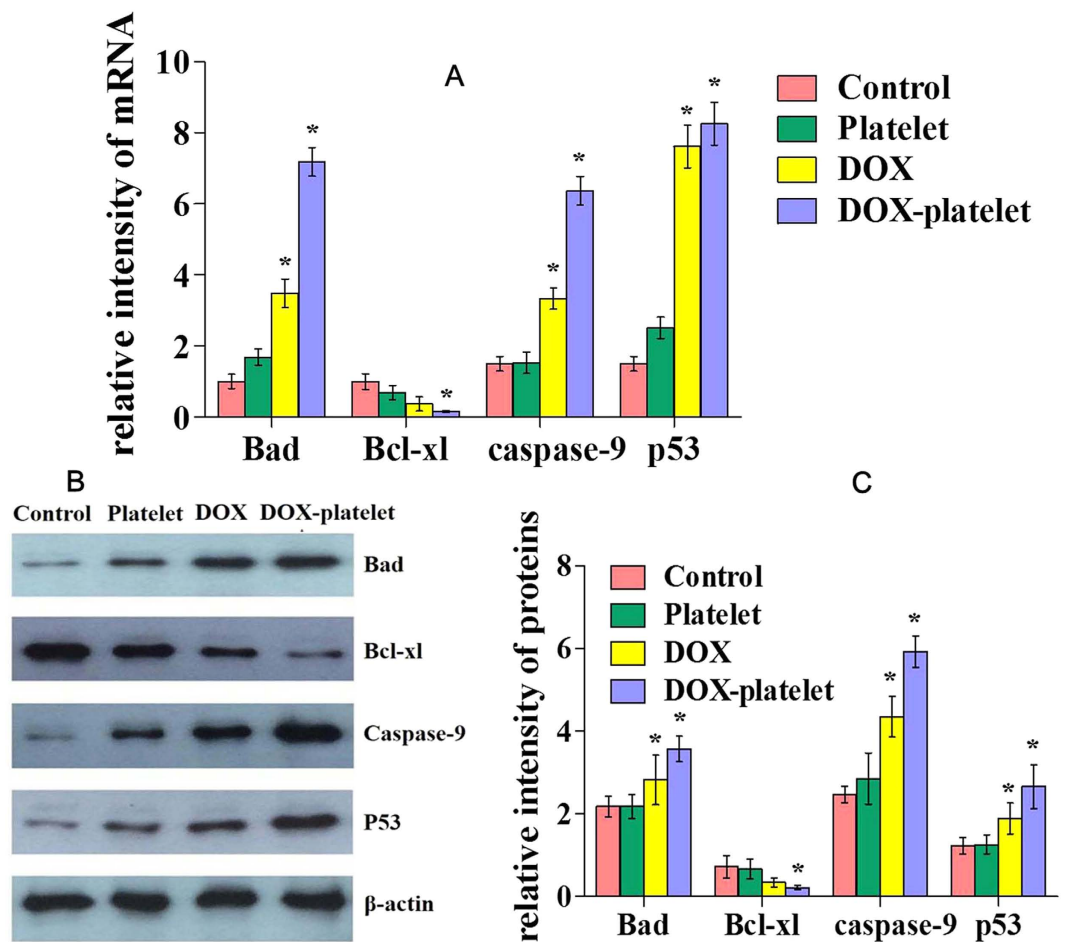 A
relative intensity of mRNA
10
8
6
4
2
0
* * * * * * *
Bad Bcl-xl caspase-9 p53
Control
Platelet
DOX
DOX-platelet
B
Control Platelet DOX DOX-platelet
Bad
Bcl-xl
Caspase-9
P53
β-actin
C
relative intensity of proteins
8
6
4
2
0
Control
Platelet
DOX
DOX-platelet
* * * * * * *
Bad Bcl-xl caspase-9 p53